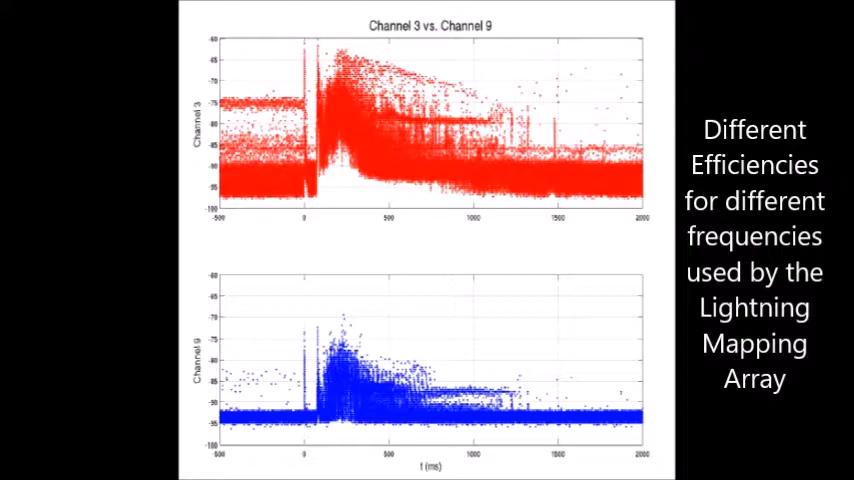 Channel 3 vs. Channel 9
-60
-65
-70
-75
-80
-85
-90
-95
-100
Channel 3
-500
0
500
1000
1500
2000
-60
-65
-70
-75
-80
-85
-90
-95
-100
Channel 9
-500
0
500
1000
1500
2000
t (ms)
Different
Efficiencies
for different
frequencies
used by the
Lightning
Mapping
Array